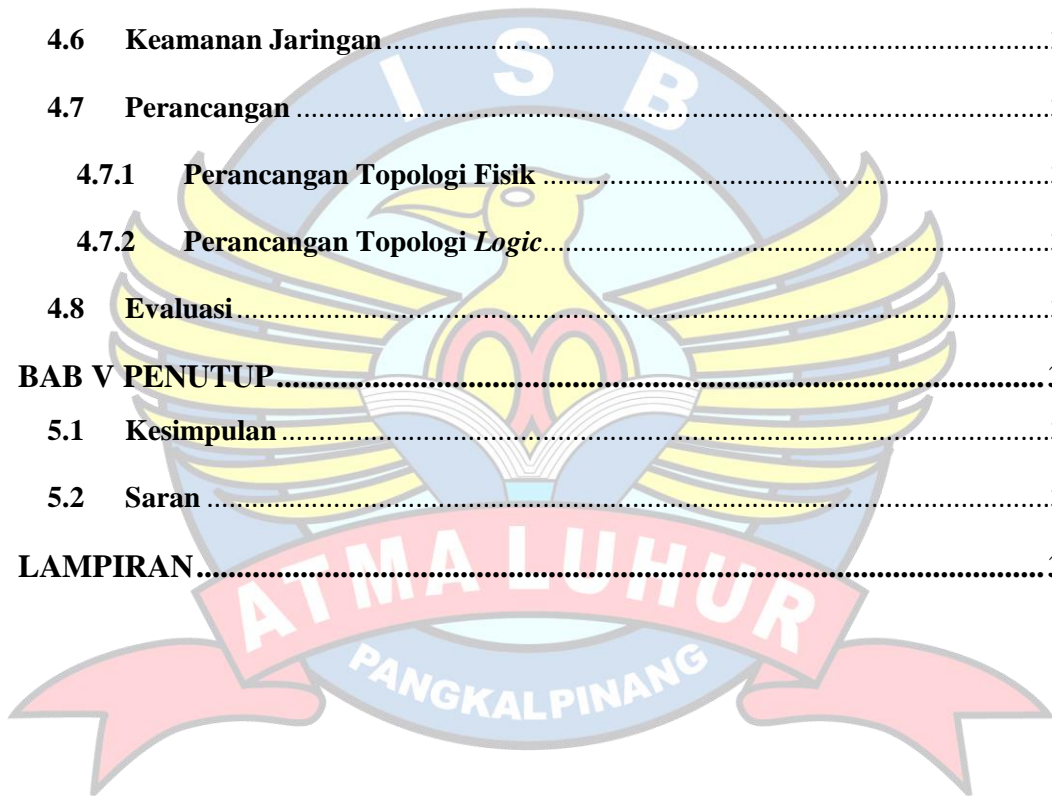 4.6 Keamanan Jaringan
4.7 Perancangan
4.7.1 Perancangan Topologi Fisik
4.7.2 Perancangan Topologi Logic
4.8 Evaluasi
BAB V PENUTUP
5.1 Kesimpulan
5.2 Saran
LAMPIRAN
I S B
ATMA LUHUR
PANGKALPINANG